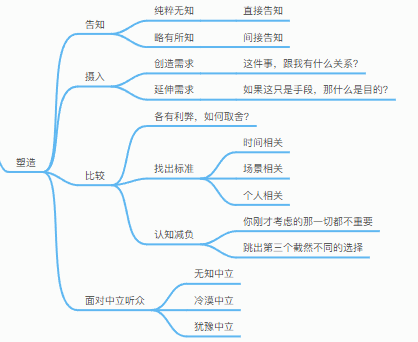 塑造
告知
纯粹无知
直接告知
略有所知
间接告知
摄入
创造需求
这件事，跟我有什么关系？
延伸需求
如果这只是手段，那什么是目的？
比较
各有利弊，如何取舍？
找出标准
时间相关
场景相关
个人相关
认知减负
你刚才考虑的那一切都不重要
跳出第三个截然不同的选择
面对中立听众
无知中立
冷漠中立
犹豫中立